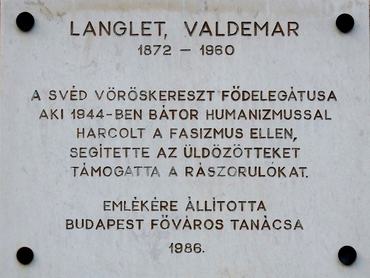 LANGLET, VALDEMAR
1872 – 1960
A SVÉD VÖRÖSKERESZT FŐDELEGÁTUSA
AKI 1944-BEN BÁTOR HUMANIZMUSSAL
HARCOLT A FASIZMUS ELLEN,
SEGÍTETTE AZ ÜLDÖZÖTTEKET
TÁMOGATTA A RÁSZORULÓKAT.
EMLÉKÉRE ÁLLÍTOTTA
BUDAPEST FŐVÁROS TANÁCSA
1986.